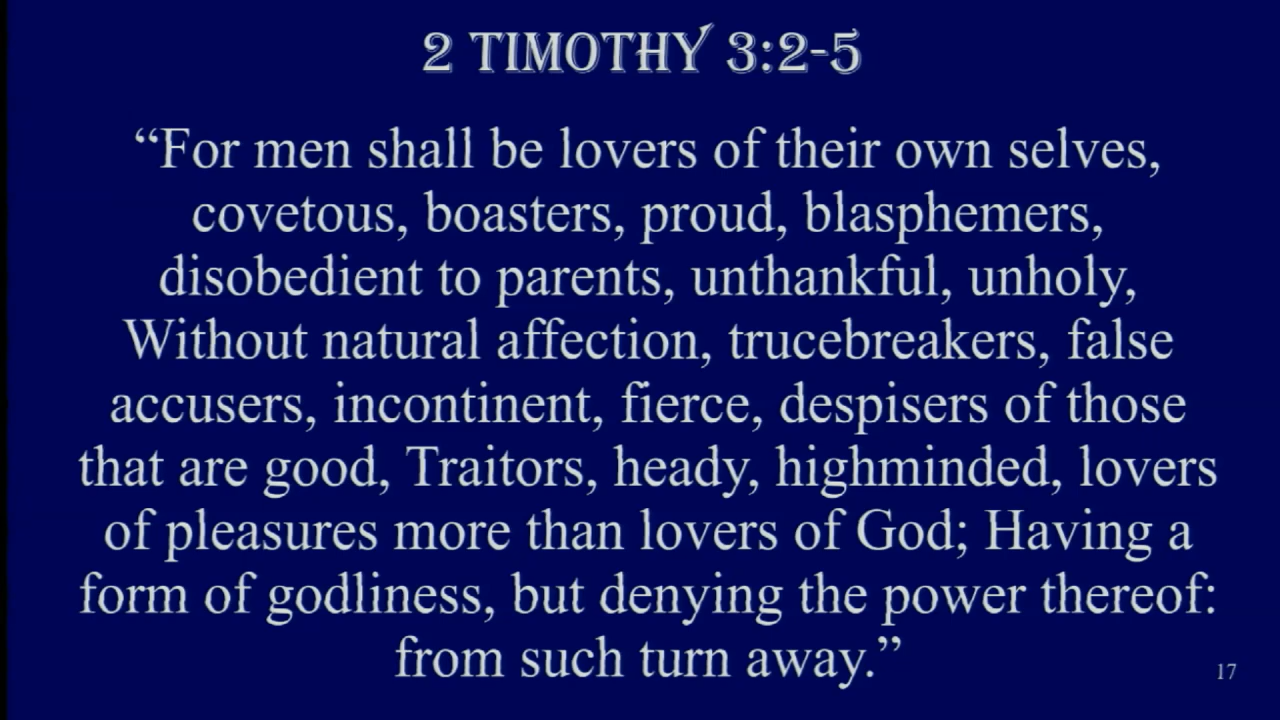 2 TIMOTHY 3:2-5
“For men shall be lovers of their own selves,
covetous, boasters, proud, blasphemers,
disobedient to parents, unthankful, unholy,
Without natural affection, trucebreakers, false
accusers, incontinent, fierce, despisers of those
that are good, Traitors, heady, highminded, lovers
of pleasures more than lovers of God; Having a
form of godliness, but denying the power thereof:
from such turn away.”
17